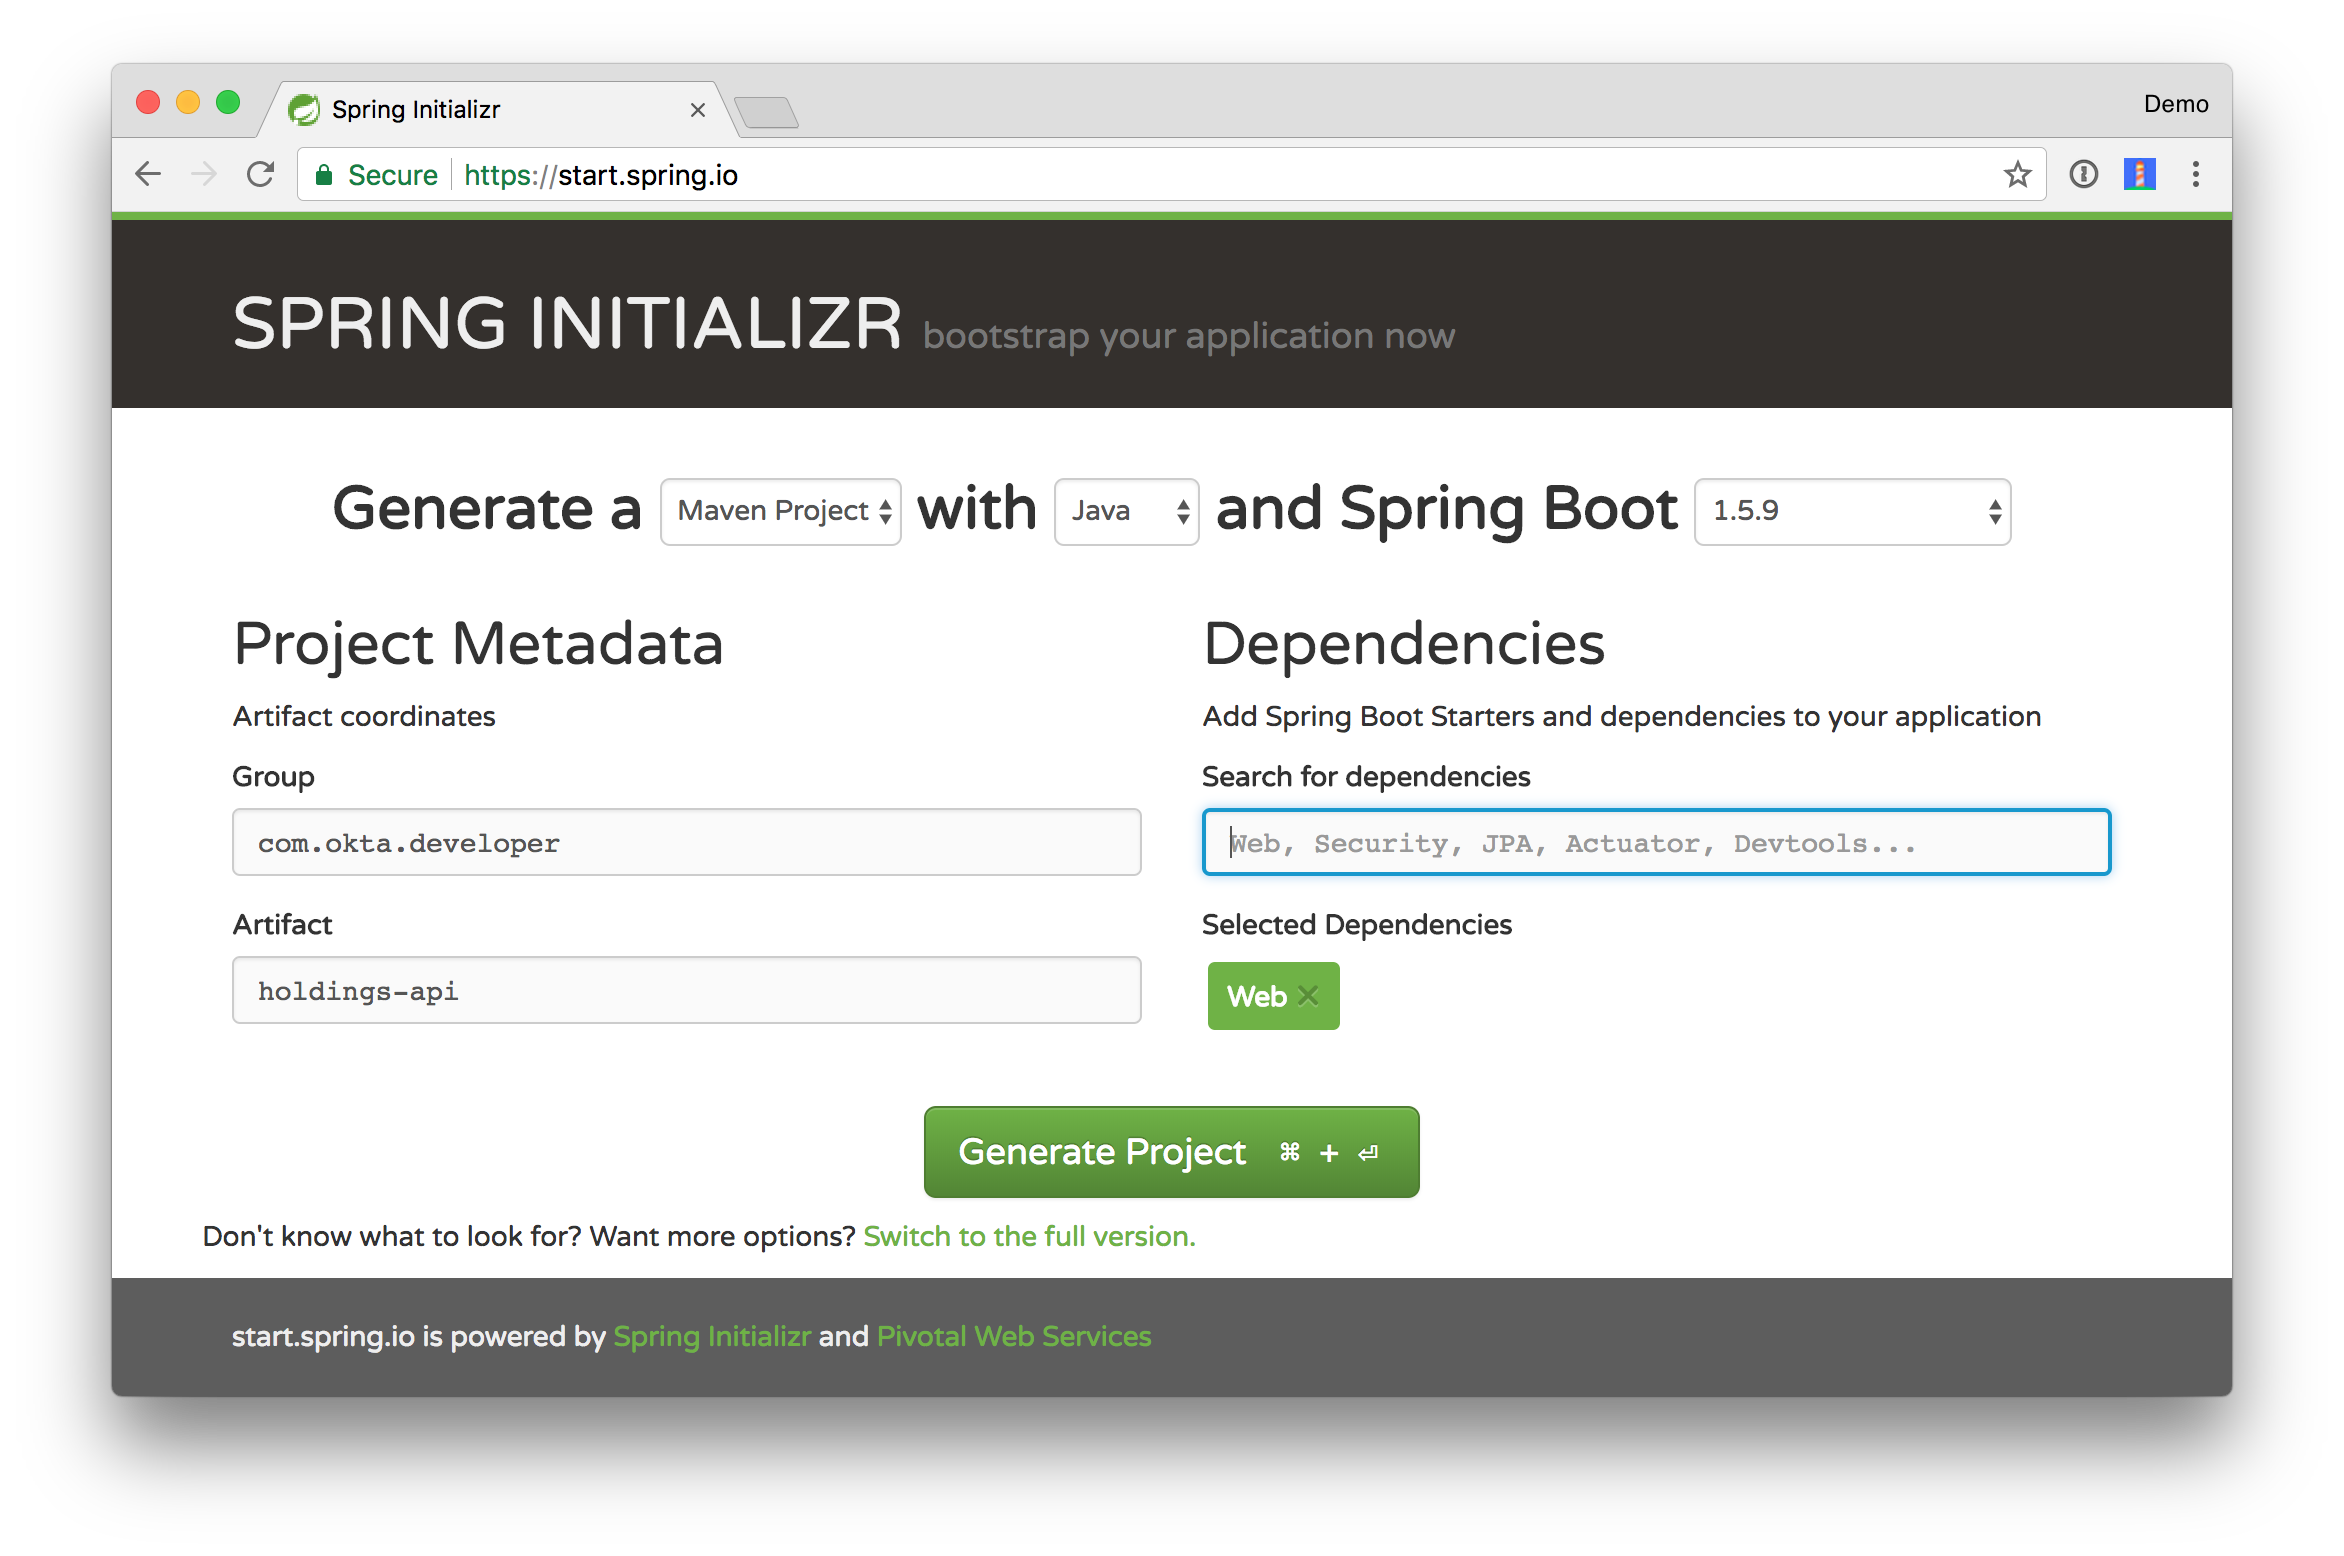 Spring Initializr
Demo
Secure https://start.spring.io
SPRING INITIALIZR bootstrap your application now
Generate a Maven Project with Java and Spring Boot 1.5.9
Project Metadata
Artifact coordinates
Group
com.okta.developer
Artifact
holdings-api
Dependencies
Add Spring Boot Starters and dependencies to your application
Search for dependencies
Web, Security, JPA, Actuator, Devtools...
Selected Dependencies
Web ✕
Generate Project ⌘ + ⏎
Don't know what to look for? Want more options? Switch to the full version.
start.spring.io is powered by Spring Initializr and Pivotal Web Services